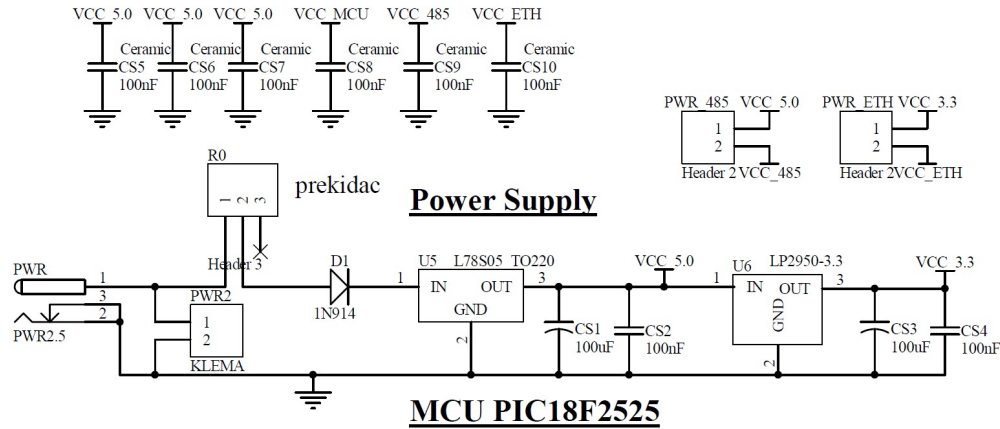 VCC_5.0 VCC_5.0 VCC_5.0 VCC_MCU VCC_485 VCC_ETH
Ceramic Ceramic Ceramic Ceramic Ceramic Ceramic
CS5 CS6 CS7 CS8 CS9 CS10
100nF 100nF 100nF 100nF 100nF 100nF
PWR_485 VCC_5.0 PWR_ETH VCC_3.3
1 1
2 2
Header 2 VCC_485 Header 2 VCC_ETH
R0
prekidac
1 2 3
Power Supply
Header 3
PWR 1 D1 U5 L78S05 TO220 VCC_5.0 U6 LP2950-3.3 VCC_3.3
1 IN OUT 3 1 IN OUT 3
3 PWR2 1N914 GND GND
2 1 CS1 CS2 CS3 CS4
PWR2.5 2 2 100uF 100nF 2 100uF 100nF
KLEMA
MCU PIC18F2525